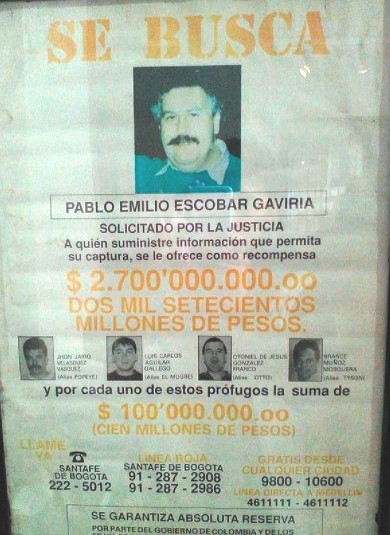 SE BUSCA
PABLO EMILIO ESCOBAR GAVIRIA
SOLICITADO POR LA JUSTICIA
A quién suministre información que permita
su captura, se le ofrece como recompensa
$ 2.700'000.000.oo
DOS MIL SETECIENTOS
MILLONES DE PESOS.
JHON JAIRO
VELASQUEZ
VASQUEZ
(Alias POPEYE)
LUIS CARLOS
AGUILAR
GALLEGO
(Alias EL MUGRE)
OTONIEL DE JESUS
GONZALEZ
FRANCO
(Alias OTTO)
BRANCE
MUÑOZ
MOSQUERA
(Alias TYSON)
y por cada uno de estos prófugos la suma de
$ 100'000.000.oo
(CIEN MILLONES DE PESOS)
LLAME
YA
SANTAFE
DE BOGOTA
222 - 5012
LINEA ROJA
SANTAFE DE BOGOTA
91 - 287 - 2908
91 - 287 - 2986
GRATIS DESDE
CUALQUIER CIUDAD
9800 - 10600
LINEA DIRECTA A MEDELLIN
4611111 - 4611112
SE GARANTIZA ABSOLUTA RESERVA
POR PARTE DEL GOBIERNO DE COLOMBIA Y DE LOS